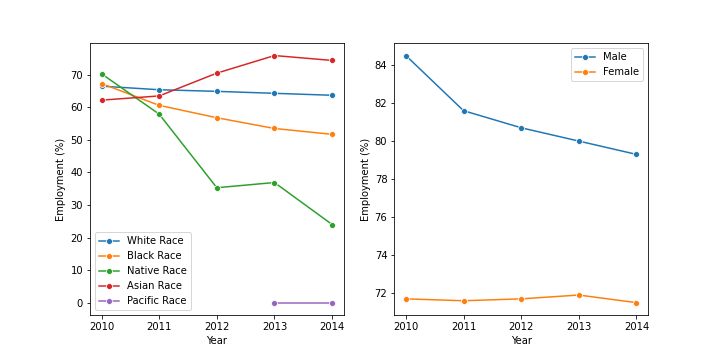 Employment (%)
70
60
50
40
30
20
10
0
White Race
Black Race
Native Race
Asian Race
Pacific Race
2010 2011 2012 2013 2014
Year
Employment (%)
84
82
80
78
76
74
72
Male
Female
2010 2011 2012 2013 2014
Year